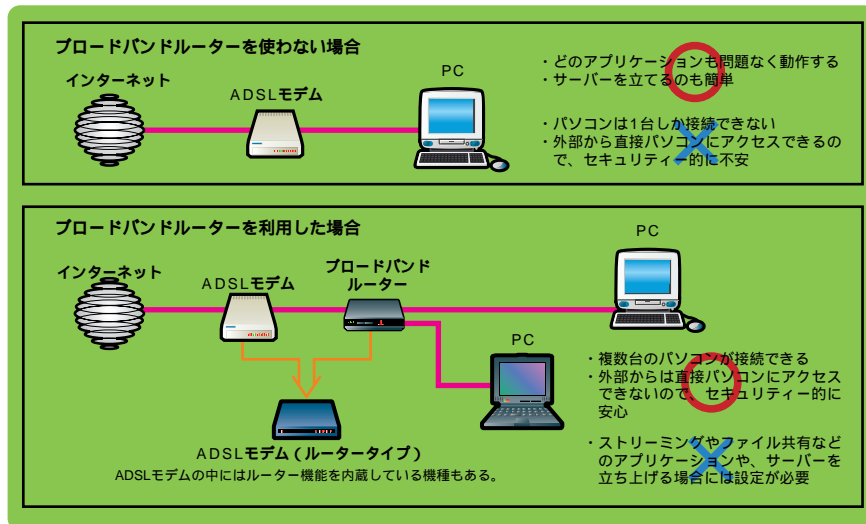 ブロードバンドルーターを使わない場合
インターネット
ADSLモデム
PC
・どのアプリケーションも問題なく動作する
・サーバーを立てるのも簡単
・パソコンは1台しか接続できない
・外部から直接パソコンにアクセスできるの
で、セキュリティー的に不安
ブロードバンドルーターを利用した場合
インターネット
ADSLモデム
ブロードバンド
ルーター
PC
PC
・複数台のパソコンが接続できる
・外部からは直接パソコンにアクセス
できないので、セキュリティー的に
安心
・ストリーミングやファイル共有など
のアプリケーションや、サーバーを
立ち上げる場合には設定が必要
ADSLモデム（ルータータイプ）
ADSLモデムの中にはルーター機能を内蔵している機種もある。